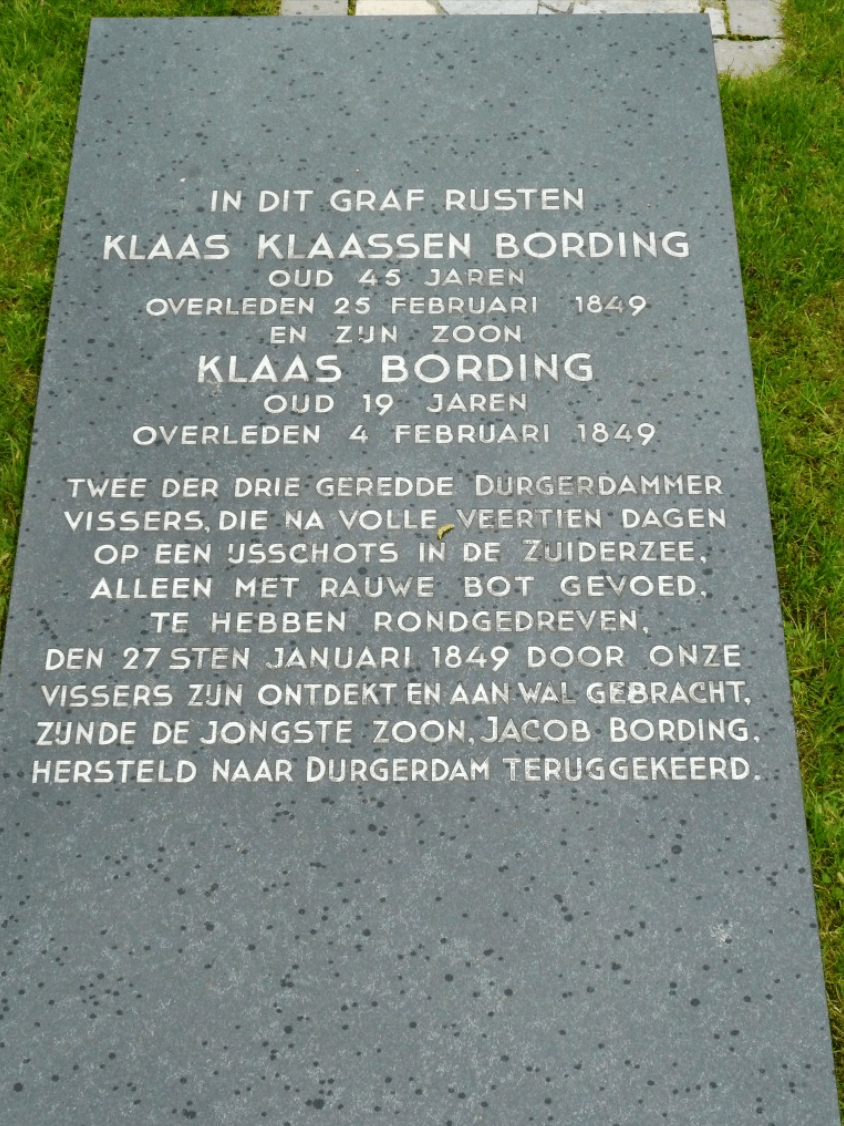 IN DIT GRAF RUSTEN
KLAAS KLAASSEN BORDING
OUD 45 JAREN
OVERLEDEN 25 FEBRUARI 1849
EN ZIJN ZOON
KLAAS BORDING
OUD 19 JAREN
OVERLEDEN 4 FEBRUARI 1849
TWEE DER DRIE GEREDDE DURGERDAMMER
VISSERS, DIE NA VOLLE VEERTIEN DAGEN
OP EEN IJSSCHOTS IN DE ZUIDERZEE,
ALLEEN MET RAUWE BOT GEVOED,
TE HEBBEN RONDGEDREVEN,
DEN 27STEN JANUARI 1849 DOOR ONZE
VISSERS ZIJN ONTDEKT EN AAN WAL GEBRACHT,
ZIJNDE DE JONGSTE ZOON, JACOB BORDING,
HERSTELD NAAR DURGERDAM TERUGGEKEERD.